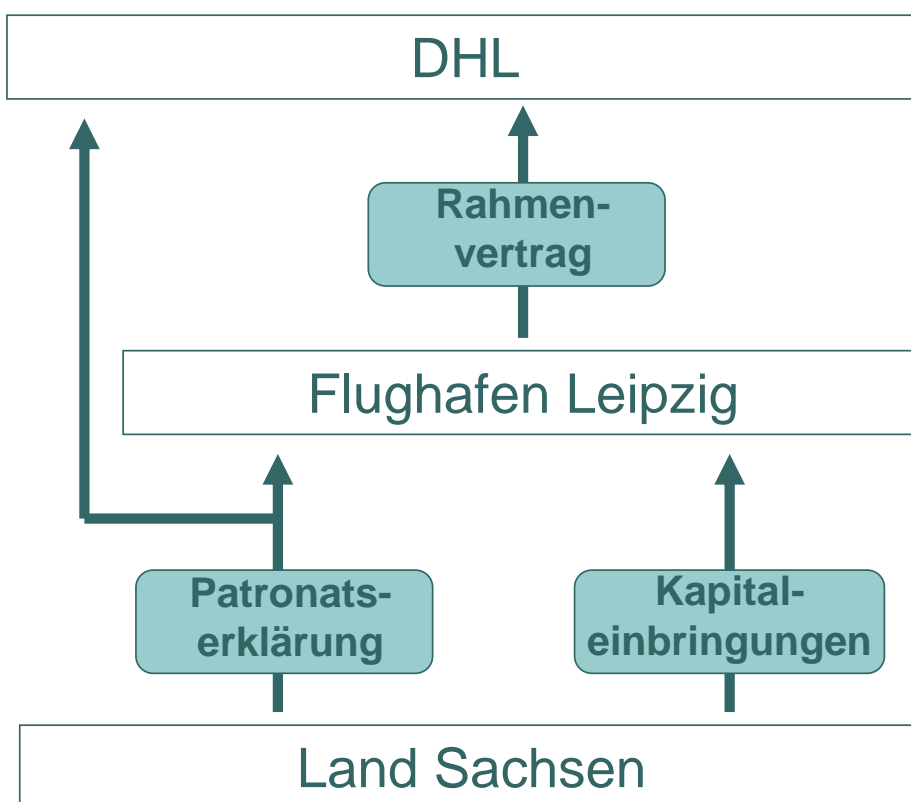 DHL
Rahmen-
vertrag
Flughafen Leipzig
Patronats-
erklärung
Kapital-
einbringungen
Land Sachsen